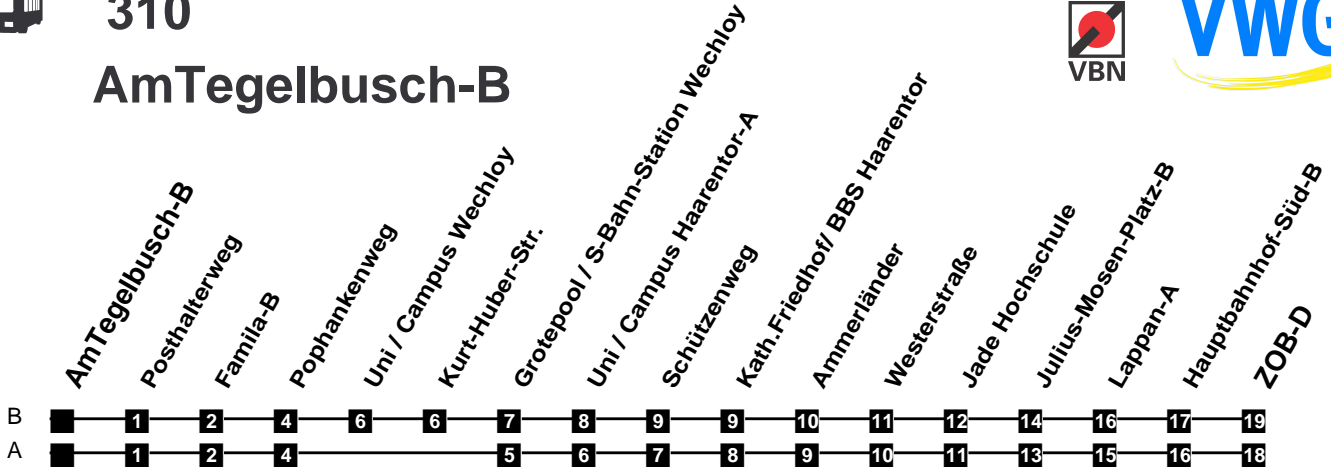 310
AmTegelbusch-B
VBN
VWG
AmTegelbusch-B
Posthalterweg
Famila-B
Pophankenweg
Uni / Campus Wechloy
Kurt-Huber-Str.
Grotepool / S-Bahn-Station Wechloy
Uni / Campus Haarentor-A
Schützenweg
Kath.Friedhof/ BBS Haarentor
Ammerländer
Westerstraße
Jade Hochschule
Julius-Mosen-Platz-B
Lappan-A
Hauptbahnhof-Süd-B
ZOB-D
B 1 2 4 6 6 7 8 9 9 10 11 12 14 16 17 19
A 1 2 4 5 6 7 8 9 10 11 13 15 16 18